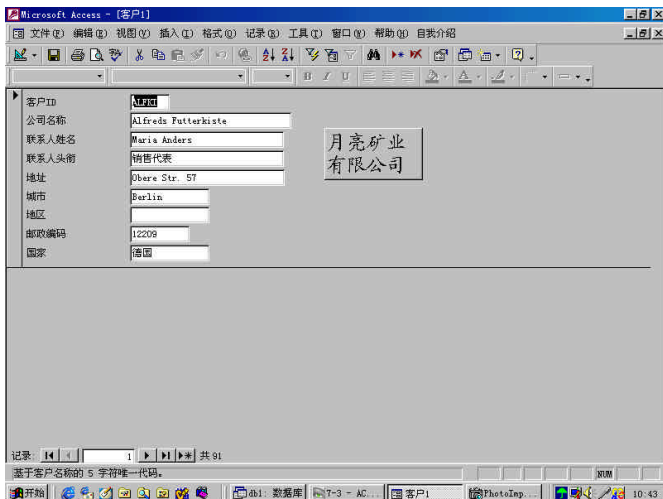 Microsoft Access - [客户1]
文件(F) 编辑(E) 视图(V) 插入(I) 格式(O) 记录(R) 工具(T) 窗口(W) 帮助(H) 自我介绍
B I U
客户ID ALFKI
公司名称 Alfreds Futterkiste
联系人姓名 Maria Anders
联系人头衔 销售代表
地址 Obere Str. 57
城市 Berlin
地区
邮政编码 12209
国家 德国
月亮矿业
有限公司
记录: 1 共 91
基于客户名称的 5 字符唯一代码。 NUM
开始 db1: 数据库 7-3 - AC... 客户1 PhotoImp... 10:43